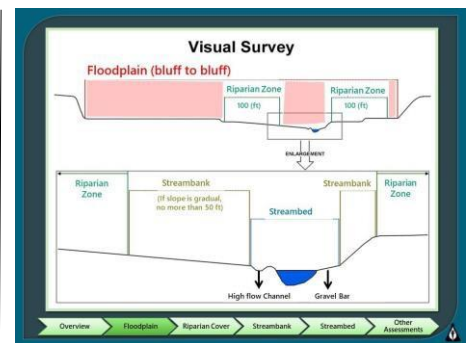 Visual Survey
Floodplain (bluff to bluff)
Riparian Zone
100 (ft)
Riparian Zone
100 (ft)
ENLARGEMENT
Riparian
Zone
Streambank
(If slope is gradual,
no more than 50 ft)
Streambed
Streambank
Riparian
Zone
High flow Channel
Gravel Bar
Overview
Floodplain
Riparian Cover
Streambank
Streambed
Other
Assessments